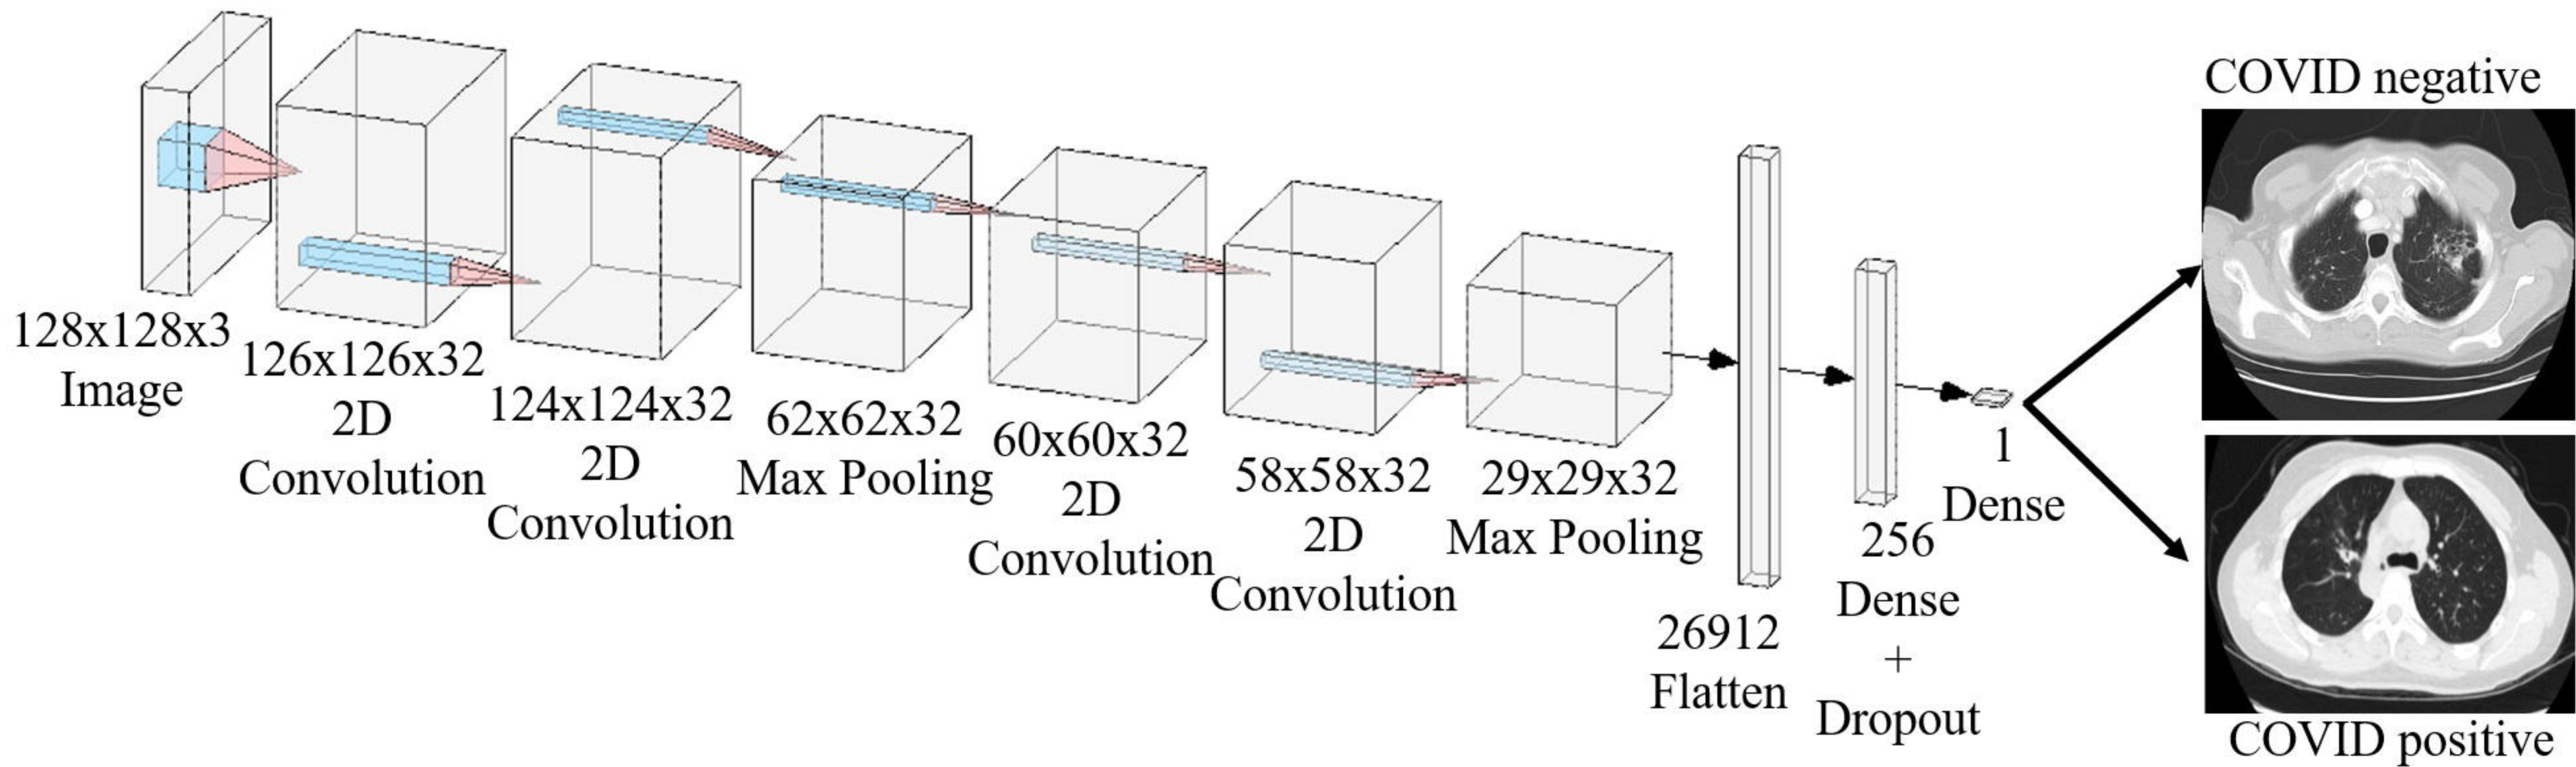 128x128x3
Image
126x126x32
2D
Convolution
124x124x32
2D
Convolution
62x62x32
Max Pooling
60x60x32
2D
Convolution
58x58x32
2D
Convolution
29x29x32
Max Pooling
26912
Flatten
256
Dense
+
Dropout
1
Dense
COVID negative
COVID positive